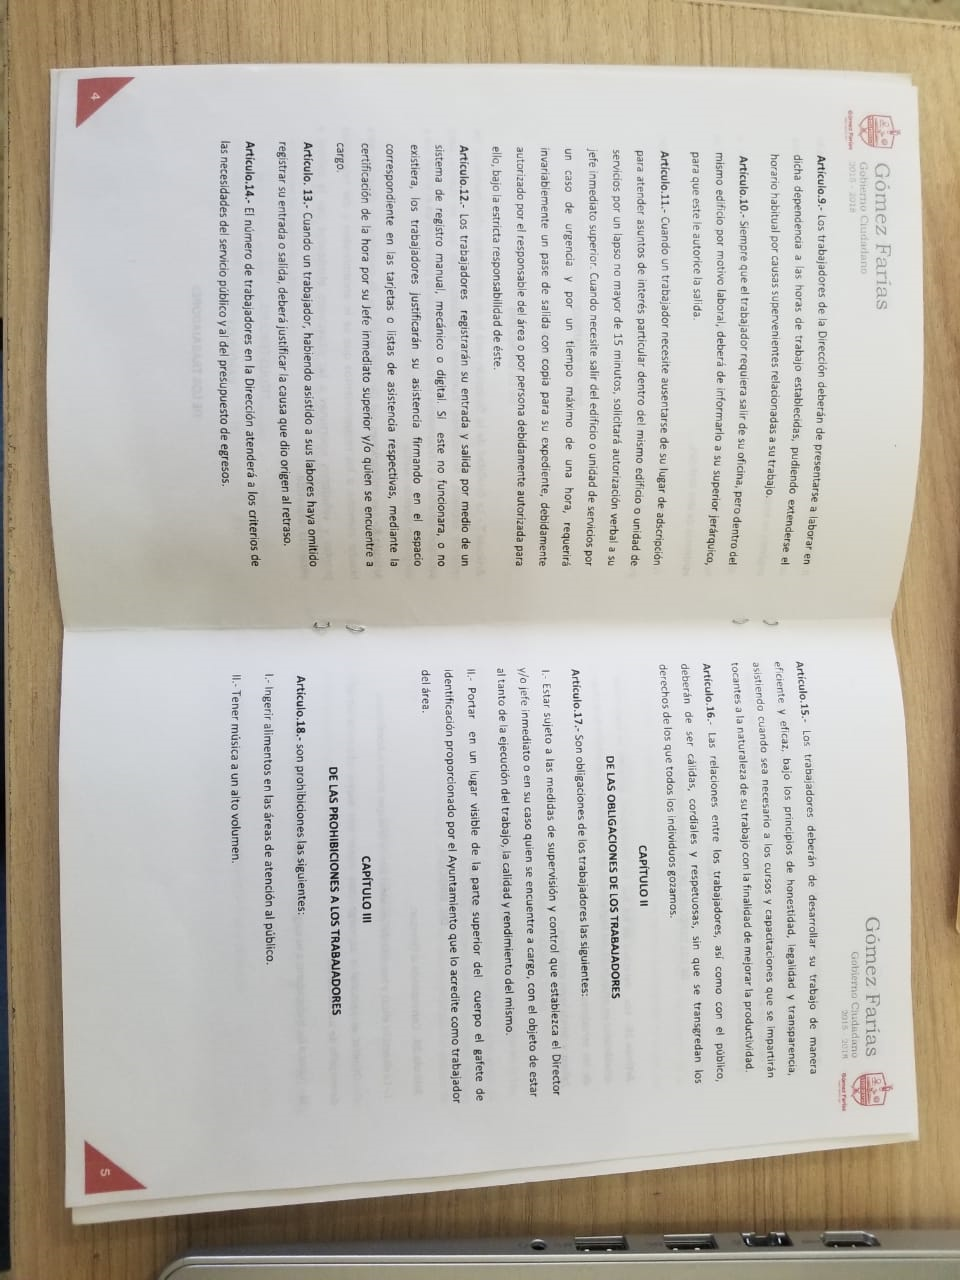 Gómez Farías
Gobierno Ciudadano
2015 - 2018
Gómez Farías
Artículo.9.- Los trabajadores de la Dirección deberán de presentarse a laborar en
dicha dependencia a las horas de trabajo establecidas, pudiendo extenderse el
horario habitual por causas supervenientes relacionadas a su trabajo.
Artículo.10.- Siempre que el trabajador requiera salir de su oficina, pero dentro del
mismo edificio por motivo laboral, deberá de informarlo a su superior jerárquico,
para que este le autorice la salida.
Artículo.11.- Cuando un trabajador necesite ausentarse de su lugar de adscripción
para atender asuntos de interés particular dentro del mismo edificio o unidad de
servicios por un lapso no mayor de 15 minutos, solicitará autorización verbal a su
jefe inmediato superior. Cuando necesite salir del edificio o unidad de servicios por
un caso de urgencia y por un tiempo máximo de una hora, requerirá
invariablemente un pase de salida con copia para su expediente, debidamente
autorizado por el responsable del área o por persona debidamente autorizada para
ello, bajo la estricta responsabilidad de éste.
Artículo.12.- Los trabajadores registrarán su entrada y salida por medio de un
sistema de registro manual, mecánico o digital. Si este no funcionara, o no
existiera, los trabajadores justificarán su asistencia firmando en el espacio
correspondiente en las tarjetas o listas de asistencia respectivas, mediante la
certificación de la hora por su Jefe inmediato superior y/o quien se encuentre a
cargo.
Artículo. 13.- Cuando un trabajador, habiendo asistido a sus labores haya omitido
registrar su entrada o salida, deberá justificar la causa que dio origen al retraso.
Artículo.14.- El número de trabajadores en la Dirección atenderá a los criterios de
las necesidades del servicio público y al del presupuesto de egresos.
4
Gómez Farías
Gobierno Ciudadano
2015 - 2018
Gómez Farías
Artículo.15.- Los trabajadores deberán de desarrollar su trabajo de manera
eficiente y eficaz, bajo los principios de honestidad, legalidad y transparencia,
asistiendo cuando sea necesario a los cursos y capacitaciones que se impartirán
tocantes a la naturaleza de su trabajo con la finalidad de mejorar la productividad.
Artículo.16.- Las relaciones entre los trabajadores, así como con el público,
deberán de ser cálidas, cordiales y respetuosas, sin que se transgredan los
derechos de los que todos los individuos gozamos.
CAPÍTULO II
DE LAS OBLIGACIONES DE LOS TRABAJADORES
Artículo.17.- Son obligaciones de los trabajadores las siguientes:
I.- Estar sujeto a las medidas de supervisión y control que establezca el Director
y/o jefe inmediato o en su caso quien se encuentre a cargo, con el objeto de estar
al tanto de la ejecución del trabajo, la calidad y rendimiento del mismo.
II.- Portar en un lugar visible de la parte superior del cuerpo el gafete de
identificación proporcionado por el Ayuntamiento que lo acredite como trabajador
del área.
CAPÍTULO III
DE LAS PROHIBICIONES A LOS TRABAJADORES
Artículo.18.- son prohibiciones las siguientes:
I.- Ingerir alimentos en las áreas de atención al público.
II.- Tener música a un alto volumen.
5